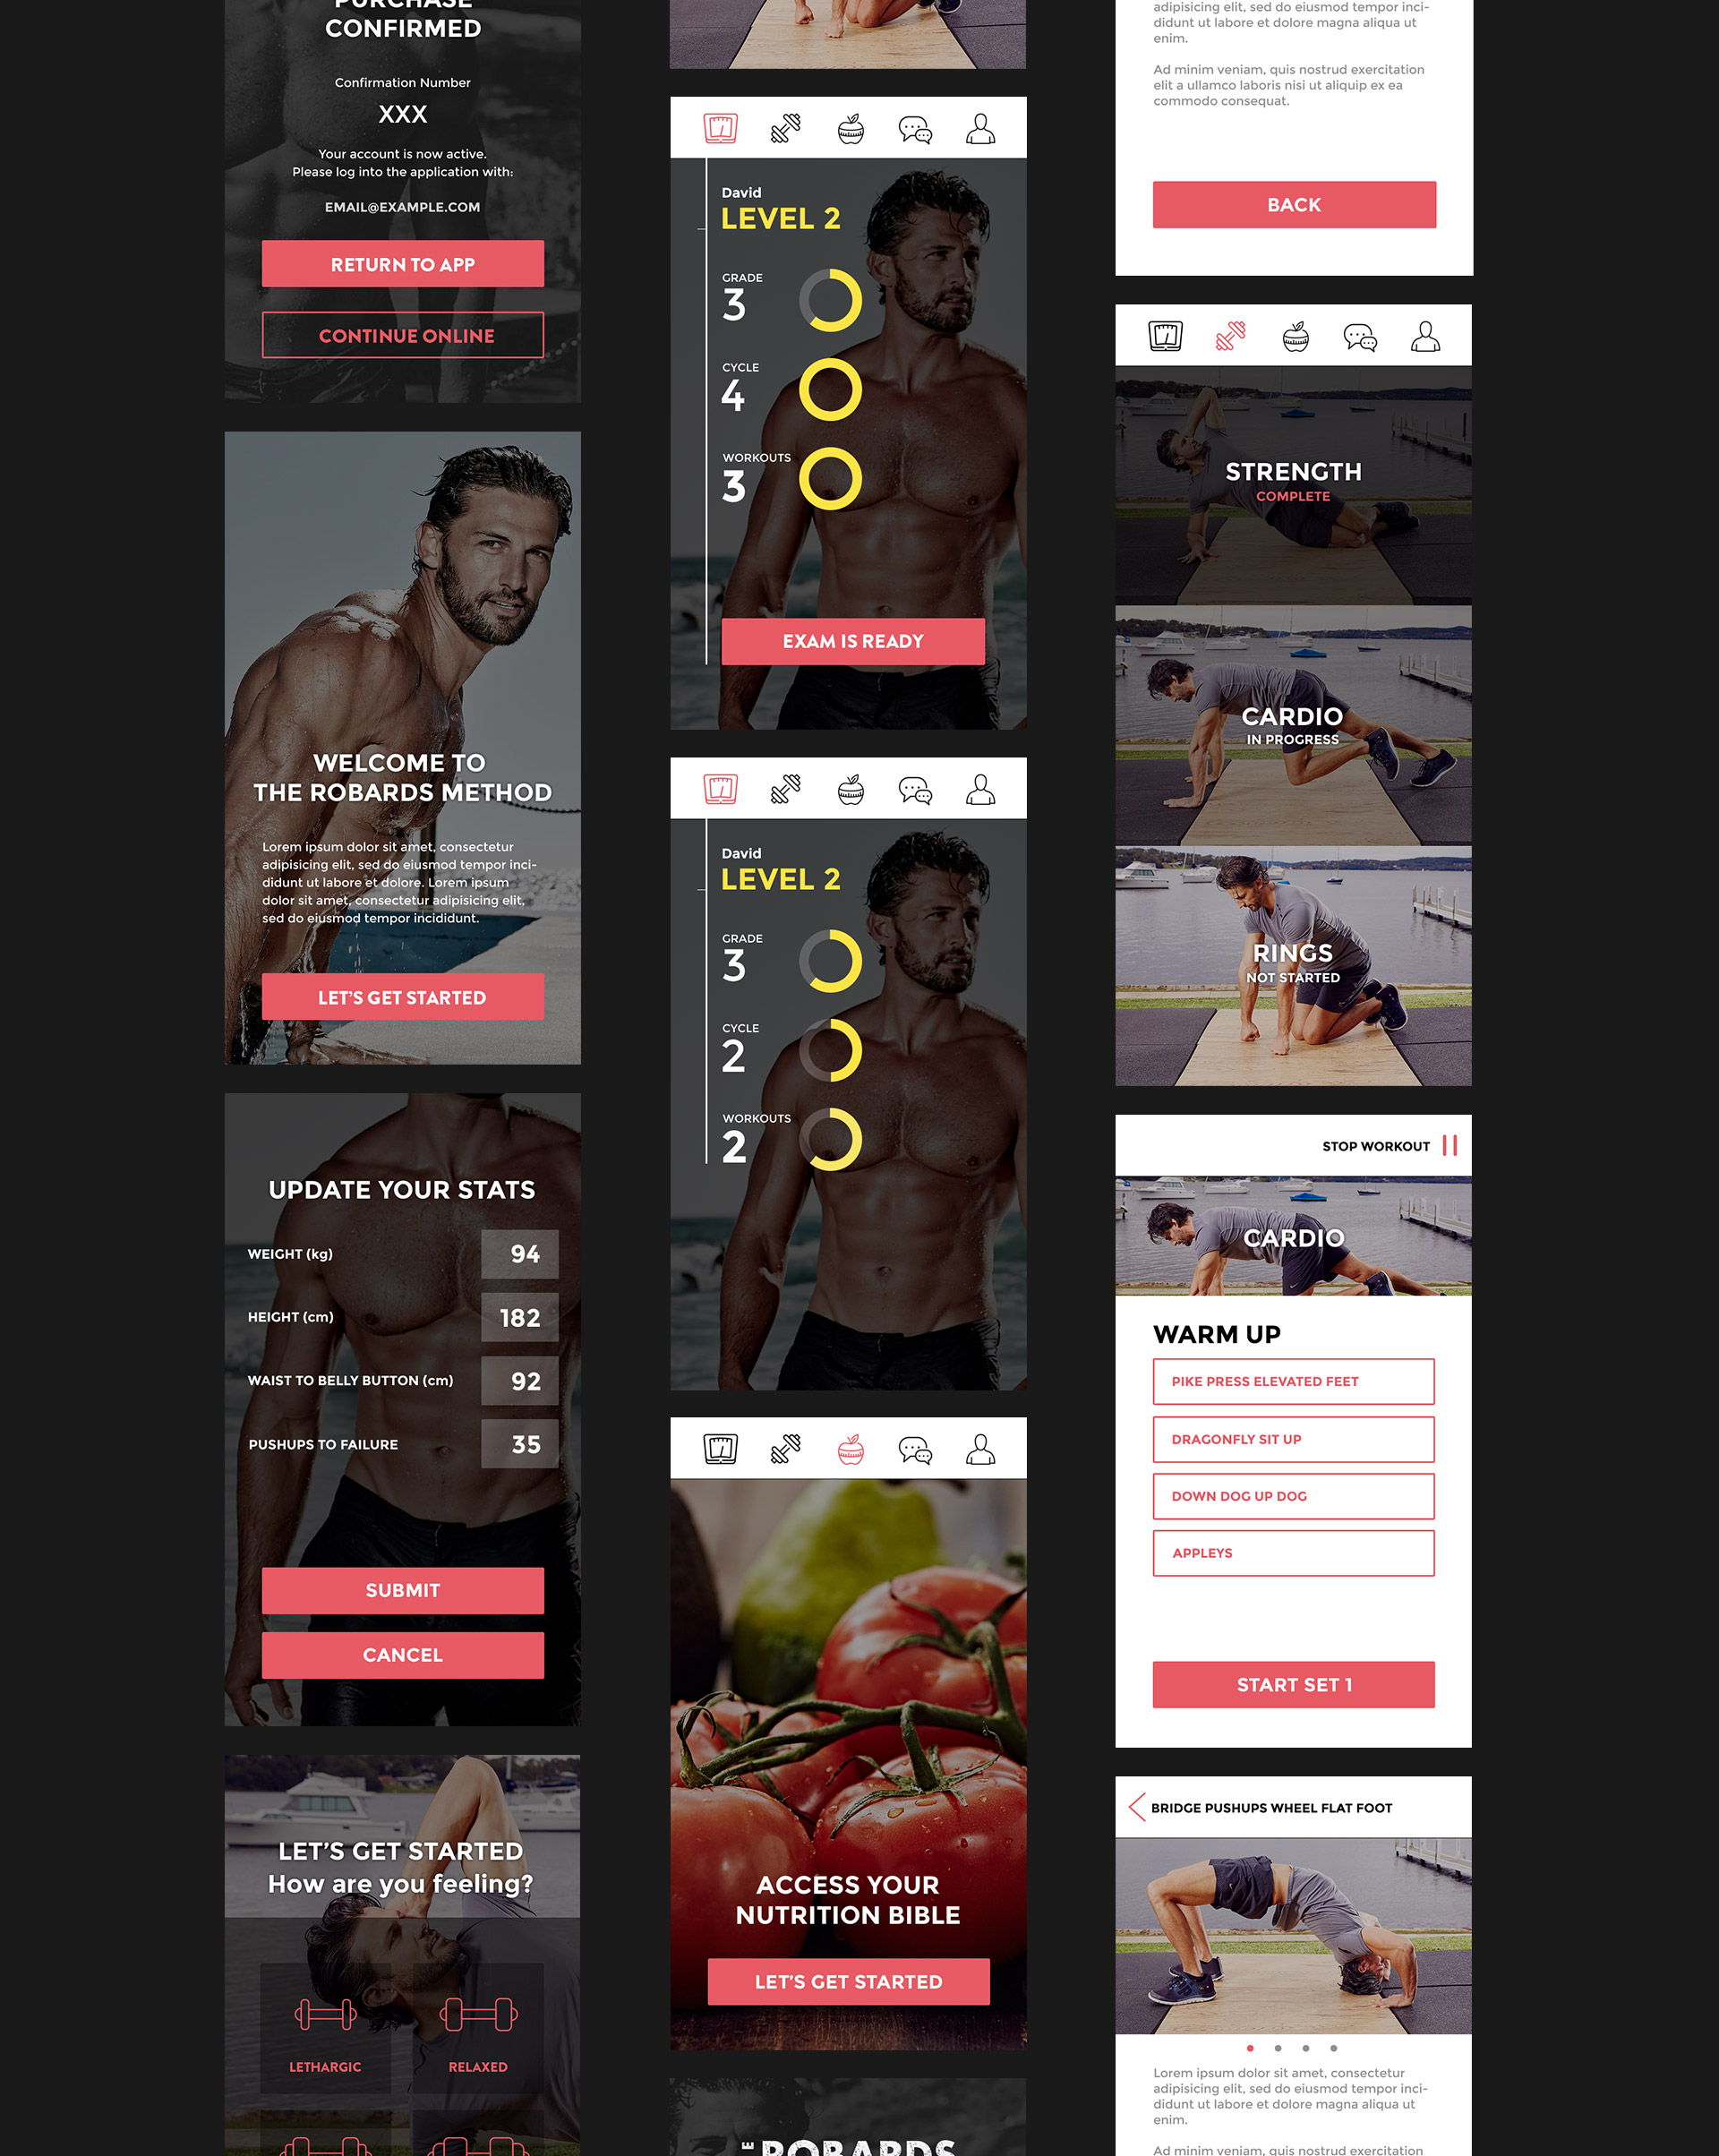 PURCHASE
CONFIRMED
Confirmation Number
XXX
Your account is now active.
Please log into the application with:
EMAIL@EXAMPLE.COM
RETURN TO APP
CONTINUE ONLINE
WELCOME TO
THE ROBARDS METHOD
Lorem ipsum dolor sit amet, consectetur
adipisicing elit, sed do eiusmod tempor inci-
didunt ut labore et dolore. Lorem ipsum
dolor sit amet, consectetur adipisicing elit,
sed do eiusmod tempor incididunt.
LET'S GET STARTED
UPDATE YOUR STATS
WEIGHT (kg) 94
HEIGHT (cm) 182
WAIST TO BELLY BUTTON (cm) 92
PUSHUPS TO FAILURE 35
SUBMIT
CANCEL
LET'S GET STARTED
How are you feeling?
LETHARGIC RELAXED
David
LEVEL 2
GRADE
3
CYCLE
4
WORKOUTS
3
EXAM IS READY
David
LEVEL 2
GRADE
3
CYCLE
2
WORKOUTS
2
ACCESS YOUR
NUTRITION BIBLE
LET'S GET STARTED
ROBARDS
adipisicing elit, sed do eiusmod tempor inci-
didunt ut labore et dolore magna aliqua ut
enim.
Ad minim veniam, quis nostrud exercitation
elit a ullamco laboris nisi ut aliquip ex ea
commodo consequat.
BACK
STRENGTH
COMPLETE
CARDIO
IN PROGRESS
RINGS
NOT STARTED
STOP WORKOUT
CARDIO
WARM UP
PIKE PRESS ELEVATED FEET
DRAGONFLY SIT UP
DOWN DOG UP DOG
APPLEYS
START SET 1
BRIDGE PUSHUPS WHEEL FLAT FOOT
Lorem ipsum dolor sit amet, consectetur
adipisicing elit, sed do eiusmod tempor inci-
didunt ut labore et dolore magna aliqua ut
enim.
Ad minim veniam, quis nostrud exercitation